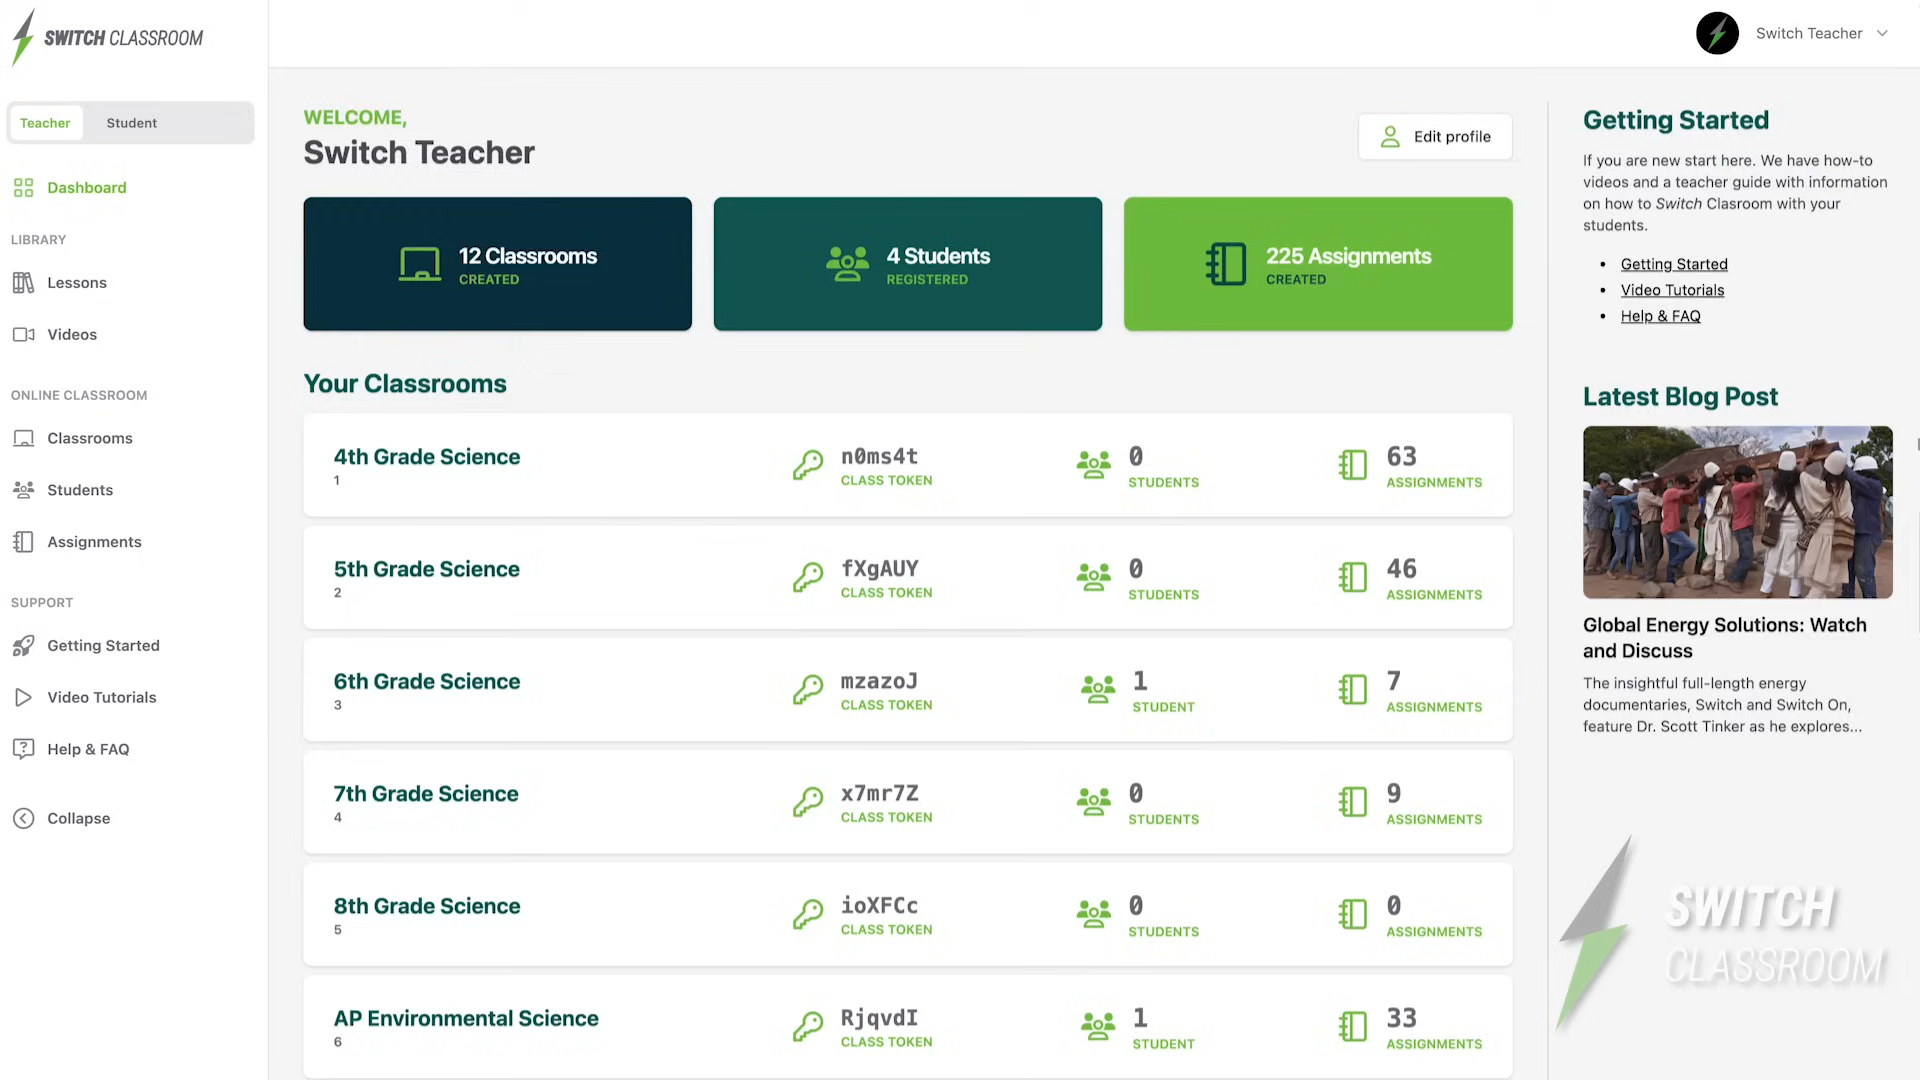 SWITCH CLASSROOM
Switch Teacher
Teacher
Student
Dashboard
LIBRARY
Lessons
Videos
ONLINE CLASSROOM
Classrooms
Students
Assignments
SUPPORT
Getting Started
Video Tutorials
Help & FAQ
Collapse
WELCOME,
Switch Teacher
Edit profile
12 Classrooms
CREATED
4 Students
REGISTERED
225 Assignments
CREATED
Your Classrooms
4th Grade Science
1
n0ms4t
CLASS TOKEN
0
STUDENTS
63
ASSIGNMENTS
5th Grade Science
2
fXgAUY
CLASS TOKEN
0
STUDENTS
46
ASSIGNMENTS
6th Grade Science
3
mzazoJ
CLASS TOKEN
1
STUDENT
7
ASSIGNMENTS
7th Grade Science
4
x7mr7Z
CLASS TOKEN
0
STUDENTS
9
ASSIGNMENTS
8th Grade Science
5
ioXFCc
CLASS TOKEN
0
STUDENTS
0
ASSIGNMENTS
AP Environmental Science
6
RjqvdI
CLASS TOKEN
1
STUDENT
33
ASSIGNMENTS
Getting Started
If you are new start here. We have how-to
videos and a teacher guide with information
on how to Switch Clasroom with your
students.
• Getting Started
• Video Tutorials
• Help & FAQ
Latest Blog Post
Global Energy Solutions: Watch
and Discuss
The insightful full-length energy
documentaries, Switch and Switch On,
feature Dr. Scott Tinker as he explores...
SWITCH
CLASSROOM